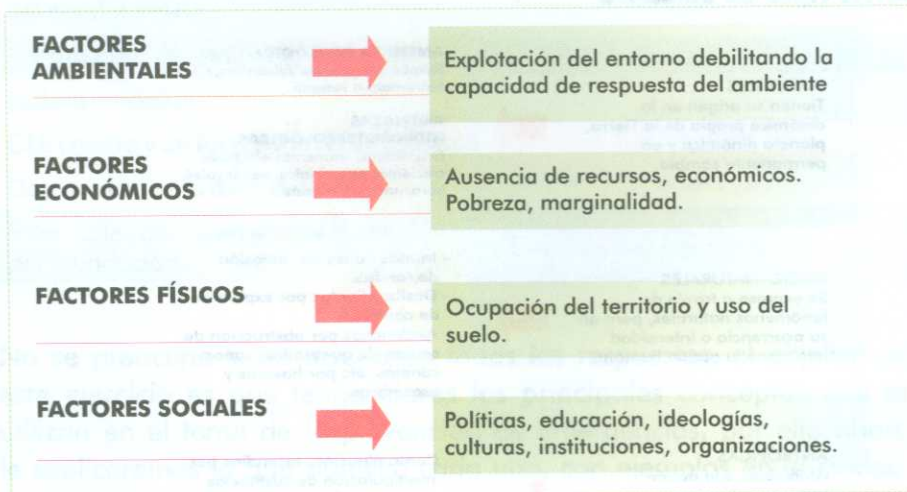 FACTORES
AMBIENTALES
Explotación del entorno debilitando la
capacidad de respuesta del ambiente
FACTORES
ECONÓMICOS
Ausencia de recursos, económicos.
Pobreza, marginalidad.
FACTORES FÍSICOS
Ocupación del territorio y uso del
suelo.
FACTORES SOCIALES
Políticas, educación, ideologías,
culturas, instituciones, organizaciones.